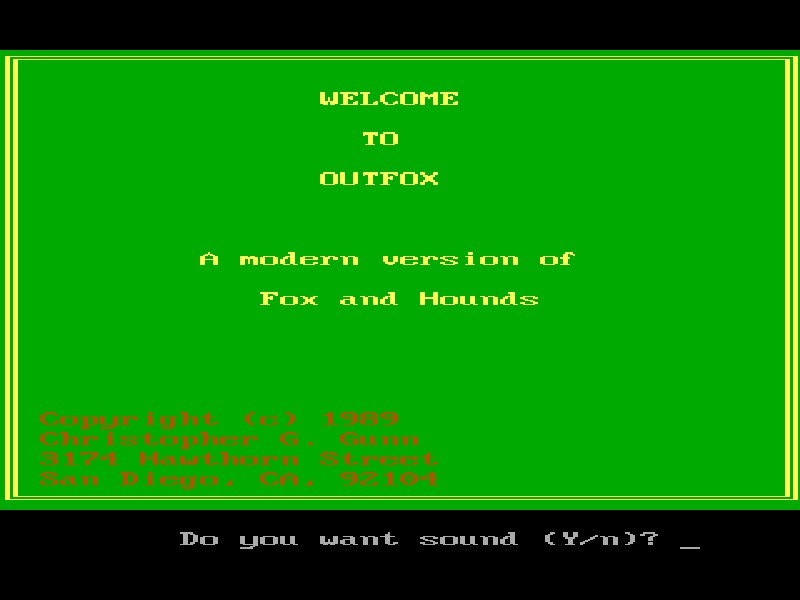 WELCOME
TO
OUTFOX
A modern version of
Fox and Hounds
Copyright (c) 1989
Christopher G. Gunn
3174 Hawthorn Street
San Diego, CA, 92104
Do you want sound (Y/n)? _